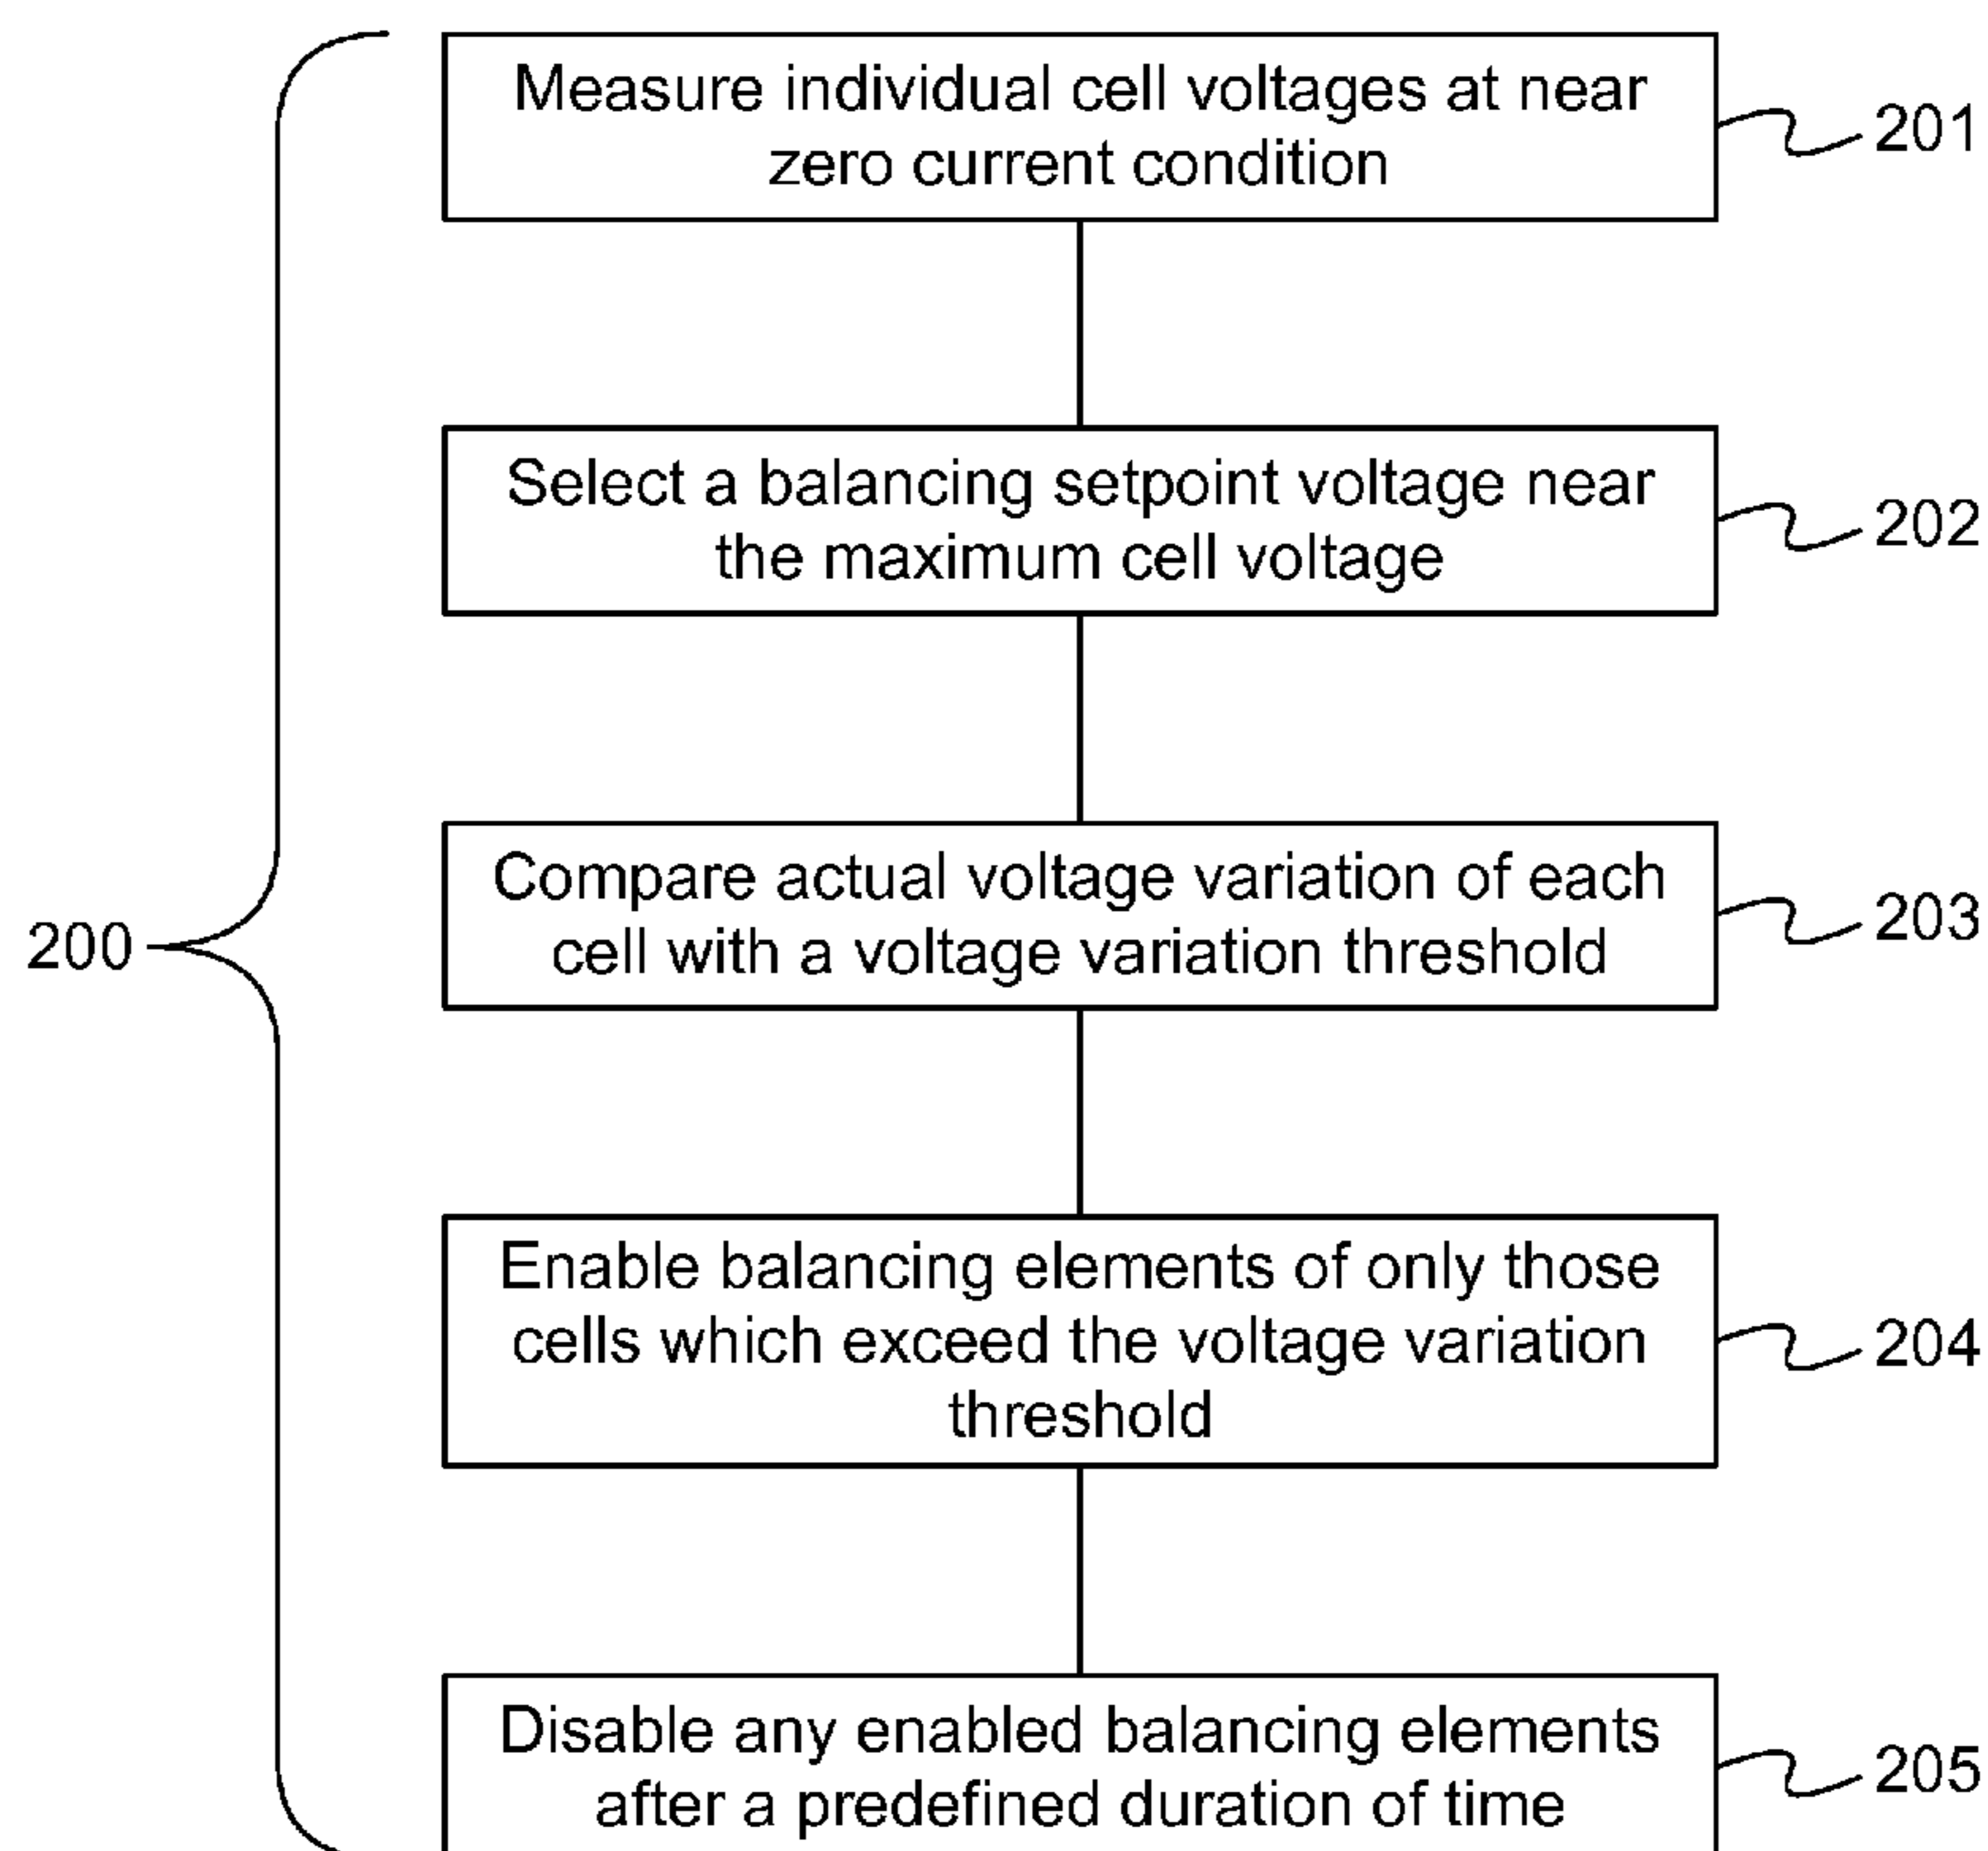 Measure individual cell voltages at near
zero current condition
201
Select a balancing setpoint voltage near
the maximum cell voltage
202
Compare actual voltage variation of each
cell with a voltage variation threshold
203
200
Enable balancing elements of only those
cells which exceed the voltage variation
threshold
204
Disable any enabled balancing elements
after a predefined duration of time
205